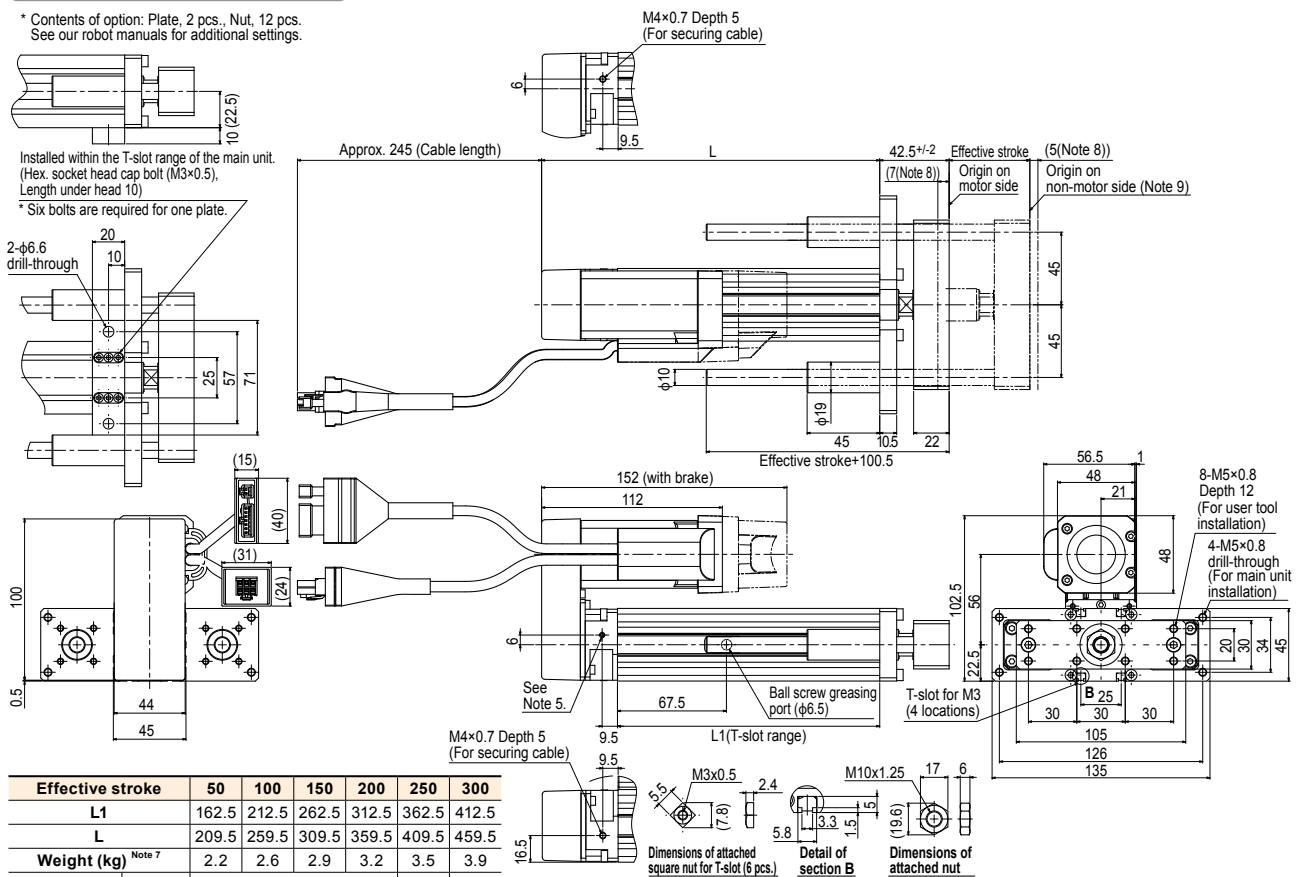 * Contents of option: Plate, 2 pcs., Nut, 12 pcs.
See our robot manuals for additional settings.
10 (22.5)
Installed within the T-slot range of the main unit.
(Hex. socket head cap bolt (M3×0.5),
Length under head 10)
* Six bolts are required for one plate.
20
10
2-ϕ6.6
drill-through
25
57
71
M4×0.7 Depth 5
(For securing cable)
6
9.5
Approx. 245 (Cable length)
L
42.5+/-2
Effective stroke
(5(Note 8))
(7(Note 8))
Origin on
motor side
Origin on
non-motor side (Note 9)
45
45
ϕ10
ϕ19
45
10.5
22
Effective stroke+100.5
(15)
(40)
(31)
(24)
100
0.5
44
45
152 (with brake)
112
6
See
Note 5.
67.5
Ball screw greasing
port (ϕ6.5)
9.5
L1(T-slot range)
56.5
1
48
21
8-M5×0.8
Depth 12
(For user tool
installation)
4-M5×0.8
drill-through
(For main unit
installation)
48
102.5
56
22.5
20
30
34
45
T-slot for M3
(4 locations)
B
25
30
30
30
105
126
135
M4×0.7 Depth 5
(For securing cable)
9.5
16.5
M3x0.5
5.5
2.4
(7.8)
Dimensions of attached
square nut for T-slot (6 pcs.)
5
1.5
3.3
5.8
Detail of
section B
M10x1.25
17
6
(19.6)
Dimensions of
attached nut
Effective stroke 50 100 150 200 250 300
L1 162.5 212.5 262.5 312.5 362.5 412.5
L 209.5 259.5 309.5 359.5 409.5 459.5
Weight (kg) Note 7 2.2 2.6 2.9 3.2 3.5 3.9